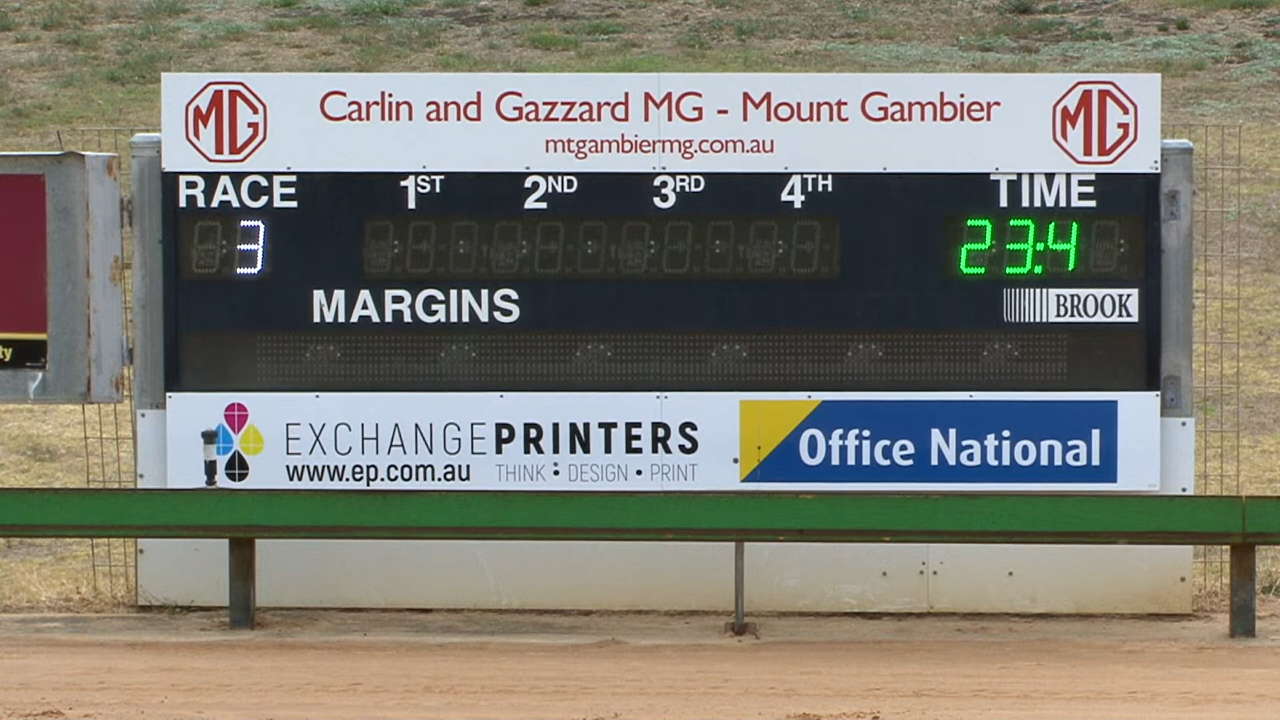 MG Carlin and Gazzard MG - Mount Gambier MG
mtgambiermg.com.au
RACE 1ST 2ND 3RD 4TH TIME
3 23:4
MARGINS BROOK
ty
EXCHANGEPRINTERS Office National
www.ep.com.au THINK • DESIGN • PRINT